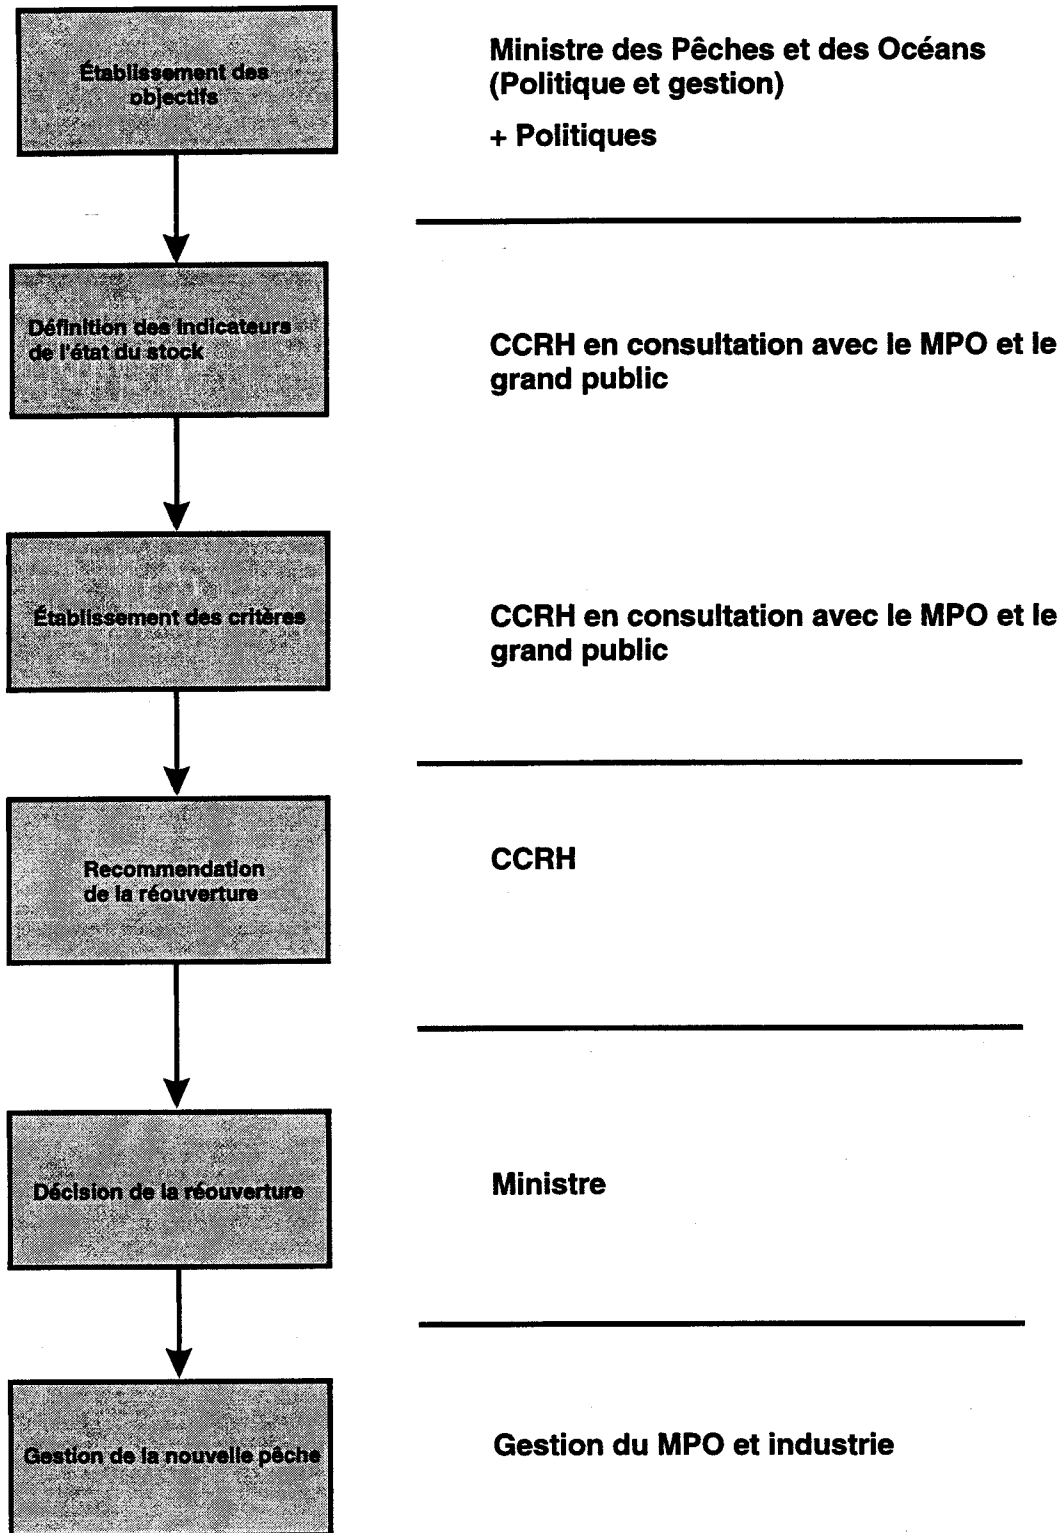 Établissement des
objectifs
Ministre des Pêches et des Océans
(Politique et gestion)
+ Politiques
Définition des indicateurs
de l'état du stock
CCRH en consultation avec le MPO et le
grand public
Établissement des critères
CCRH en consultation avec le MPO et le
grand public
Recommendation
de la réouverture
CCRH
Décision de la réouverture
Ministre
Gestion de la nouvelle pêche
Gestion du MPO et industrie